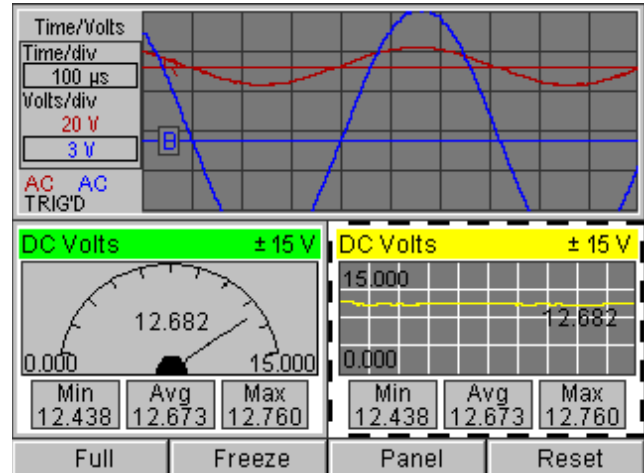 Time/Volts
Time/div
100 µs
Volts/div
20 V
3 V
AC AC
TRIG'D
B
DC Volts ± 15 V
12.682
0.000 15.000
Min Avg Max
12.438 12.673 12.760
DC Volts ± 15 V
15.000
12.682
0.000
Min Avg Max
12.438 12.673 12.760
Full Freeze Panel Reset